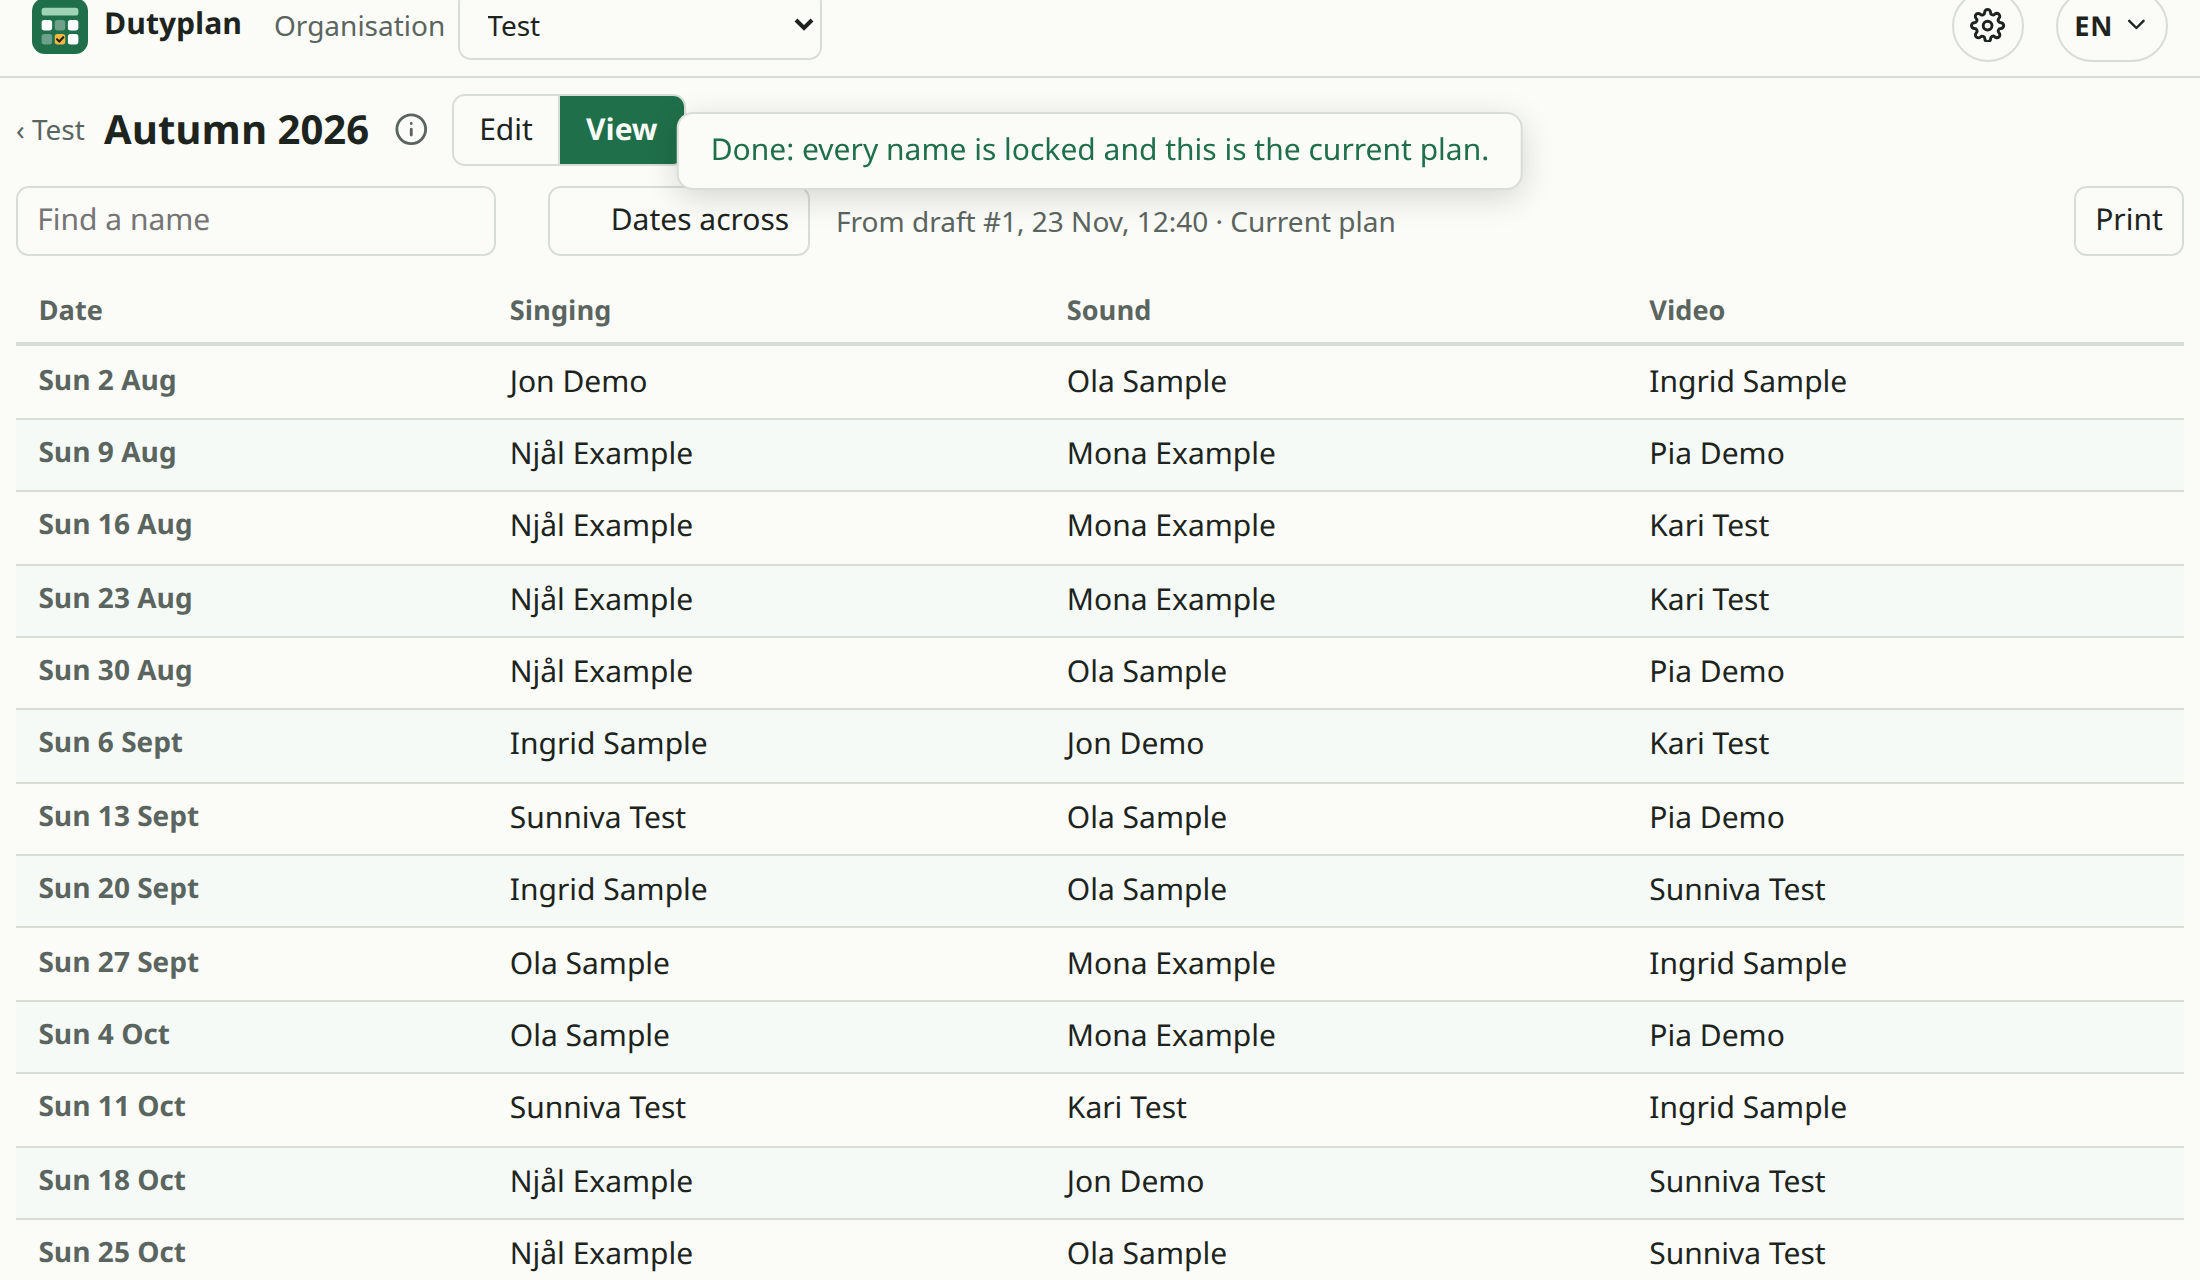 Dutyplan Organisation Test EN
‹ Test Autumn 2026 Edit View
Done: every name is locked and this is the current plan.
Find a name Dates across From draft #1, 23 Nov, 12:40 · Current plan Print
Date Singing Sound Video
Sun 2 Aug Jon Demo Ola Sample Ingrid Sample
Sun 9 Aug Njål Example Mona Example Pia Demo
Sun 16 Aug Njål Example Mona Example Kari Test
Sun 23 Aug Njål Example Mona Example Kari Test
Sun 30 Aug Njål Example Ola Sample Pia Demo
Sun 6 Sept Ingrid Sample Jon Demo Kari Test
Sun 13 Sept Sunniva Test Ola Sample Pia Demo
Sun 20 Sept Ingrid Sample Ola Sample Sunniva Test
Sun 27 Sept Ola Sample Mona Example Ingrid Sample
Sun 4 Oct Ola Sample Mona Example Pia Demo
Sun 11 Oct Sunniva Test Kari Test Ingrid Sample
Sun 18 Oct Njål Example Jon Demo Sunniva Test
Sun 25 Oct Njål Example Ola Sample Sunniva Test